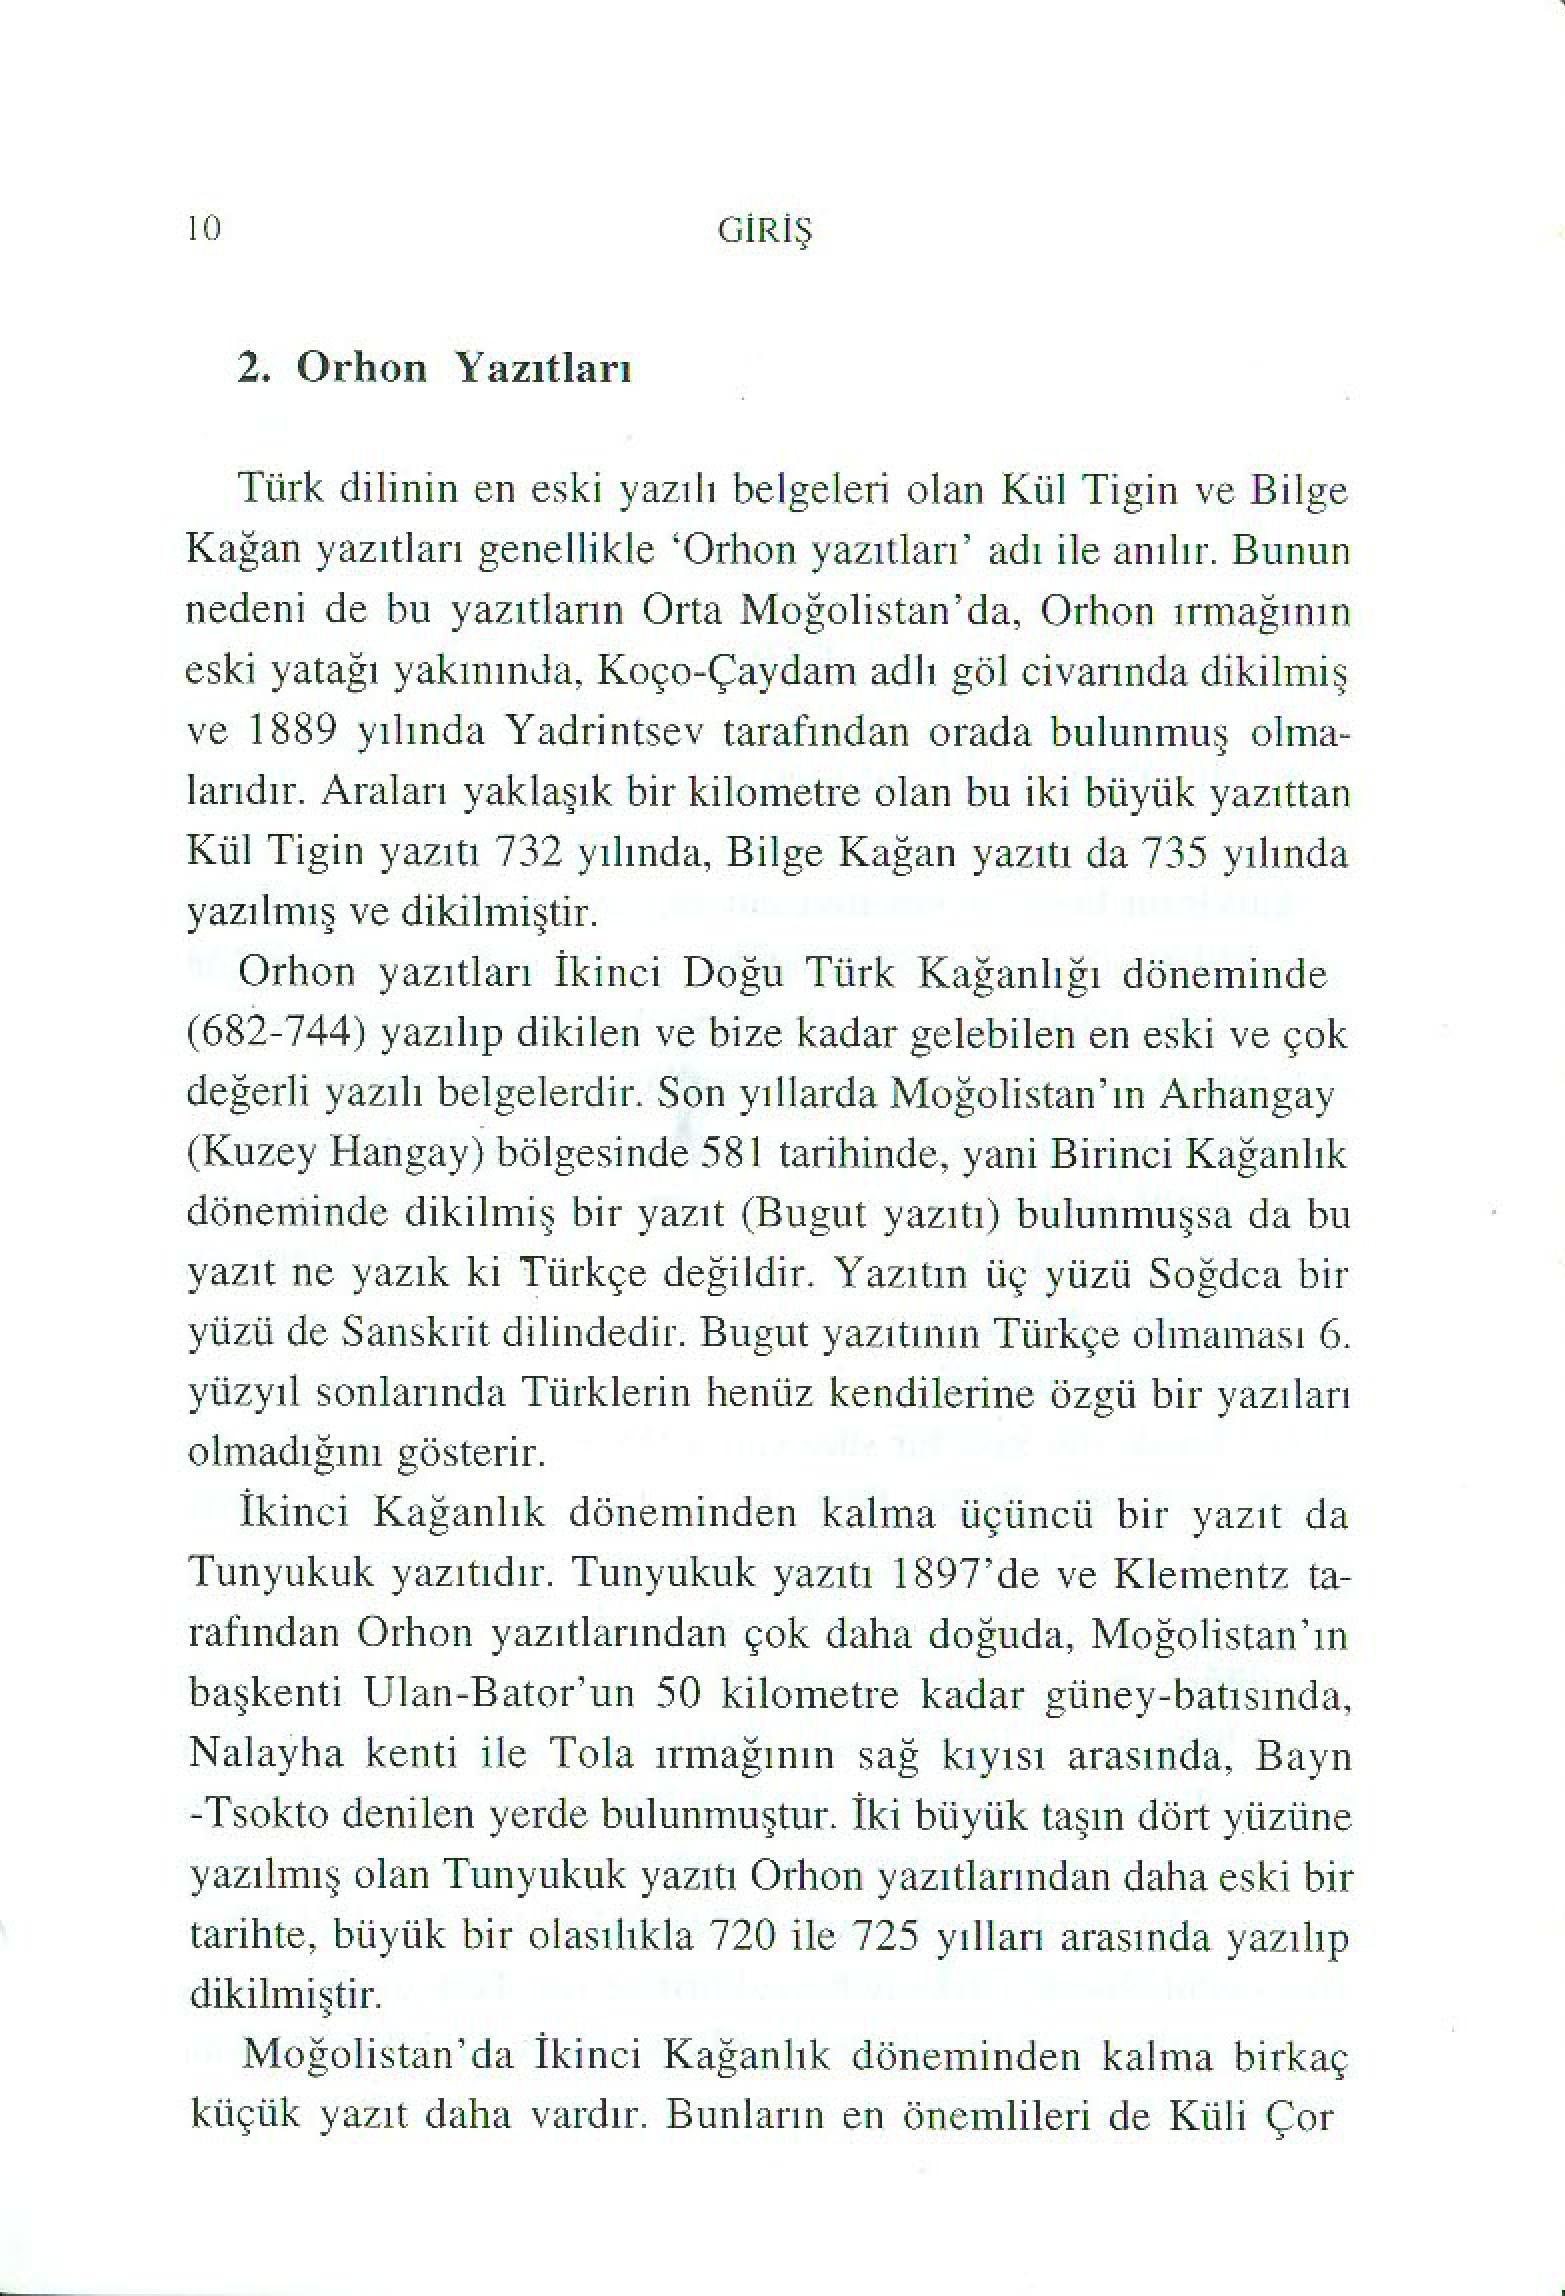 10
GİRİŞ
2. Orhon Yazıtları
Türk dilinin en eski yazılı belgeleri olan Kül Tigin ve Bilge
Kağan yazıtları genellikle ‘Orhon yazıtları’ adı ile anılır. Bunun
nedeni de bu yazıtların Orta Moğolistan’da, Orhon ırmağının
eski yatağı yakınında, Koço-Çaydam adlı göl civarında dikilmiş
ve 1889 yılında Yadrintsev tarafından orada bulunmuş olma-
larıdır. Araları yaklaşık bir kilometre olan bu iki büyük yazıttan
Kül Tigin yazıtı 732 yılında, Bilge Kağan yazıtı da 735 yılında
yazılmış ve dikilmiştir.
Orhon yazıtları İkinci Doğu Türk Kağanlığı döneminde
(682-744) yazılıp dikilen ve bize kadar gelebilen en eski ve çok
değerli yazılı belgelerdir. Son yıllarda Moğolistan’ın Arhangay
(Kuzey Hangay) bölgesinde 581 tarihinde, yani Birinci Kağanlık
döneminde dikilmiş bir yazıt (Bugut yazıtı) bulunmuşsa da bu
yazıt ne yazık ki Türkçe değildir. Yazıtın üç yüzü Soğdca bir
yüzü de Sanskrit dilindedir. Bugut yazıtının Türkçe olmaması 6.
yüzyıl sonlarında Türklerin henüz kendilerine özgü bir yazıları
olmadığını gösterir.
İkinci Kağanlık döneminden kalma üçüncü bir yazıt da
Tunyukuk yazıtıdır. Tunyukuk yazıtı 1897’de ve Klementz ta-
rafından Orhon yazıtlarından çok daha doğuda, Moğolistan’ın
başkenti Ulan-Bator’un 50 kilometre kadar güney-batısında,
Nalayha kenti ile Tola ırmağının sağ kıyısı arasında, Bayn
-Tsokto denilen yerde bulunmuştur. İki büyük taşın dört yüzüne
yazılmış olan Tunyukuk yazıtı Orhon yazıtlarından daha eski bir
tarihte, büyük bir olasılıkla 720 ile 725 yılları arasında yazılıp
dikilmiştir.
Moğolistan’da İkinci Kağanlık döneminden kalma birkaç
küçük yazıt daha vardır. Bunların en önemlileri de Küli Çor